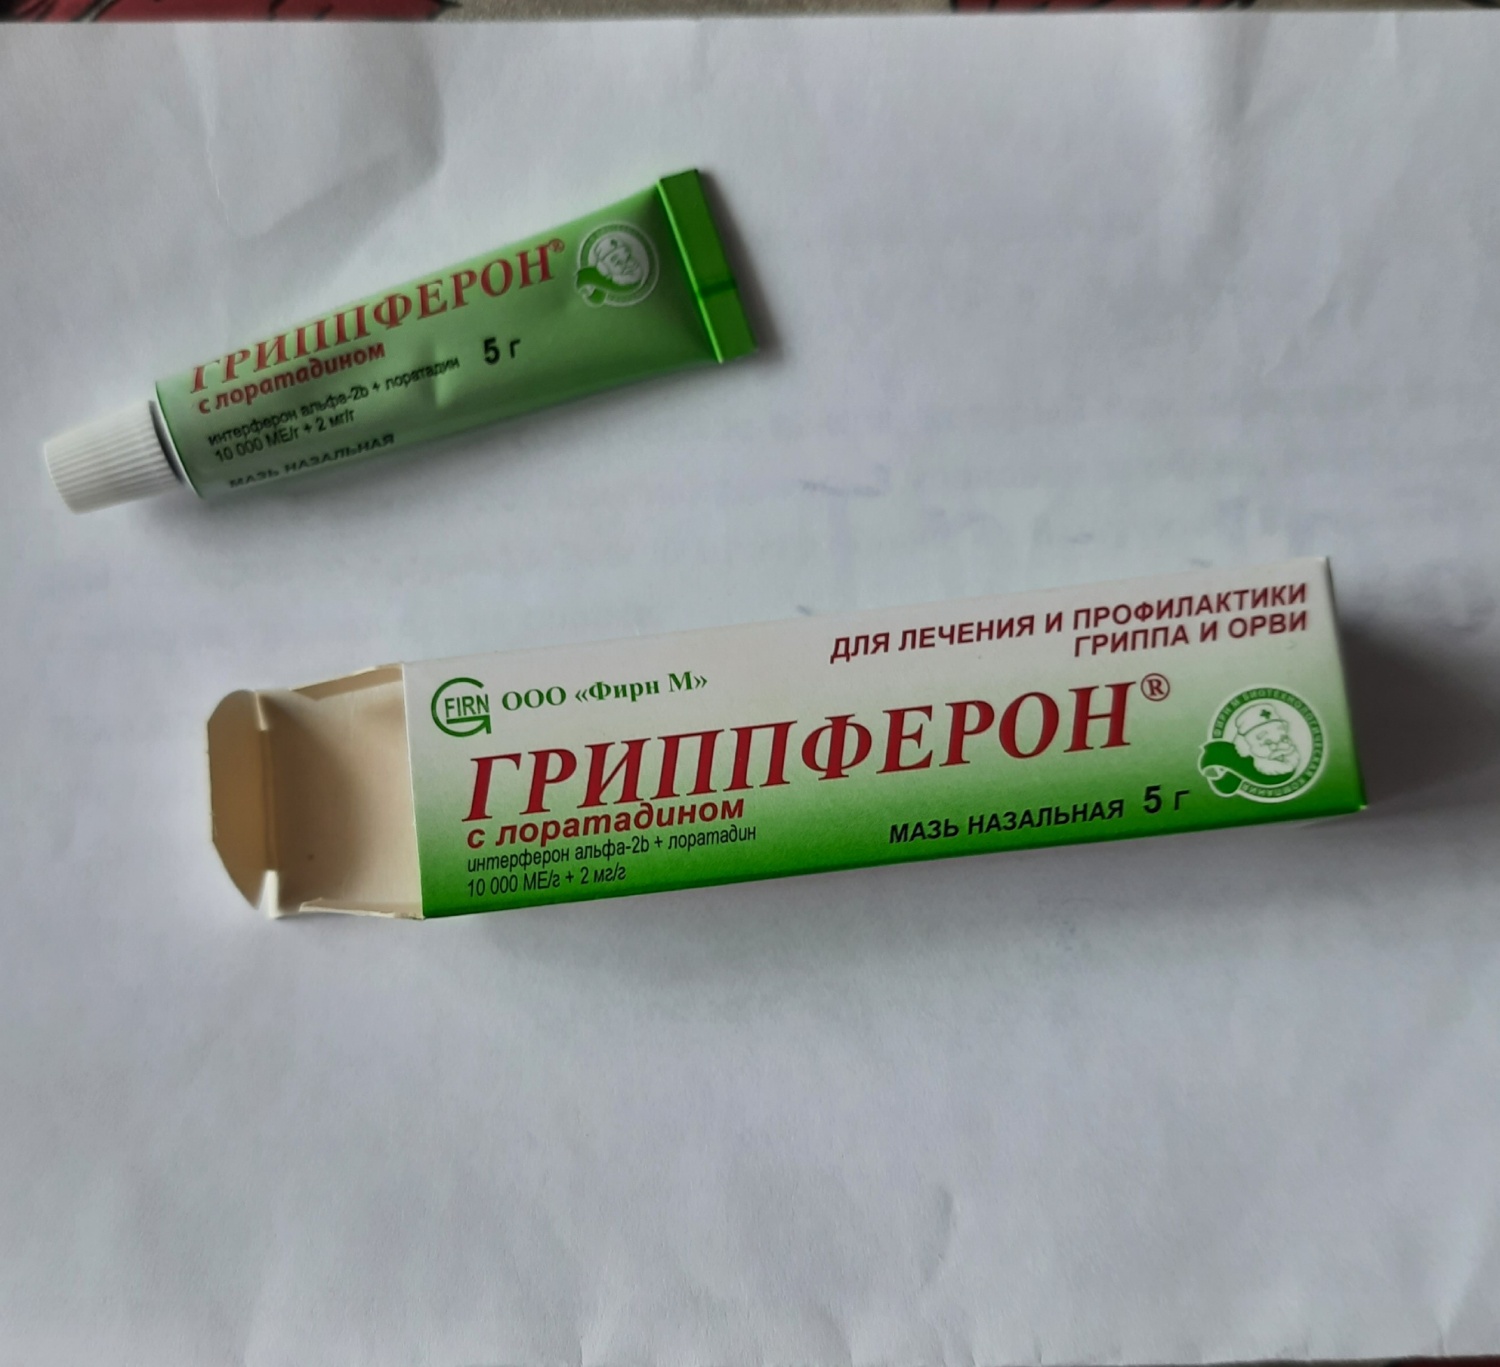 ГРИППФЕРОН®
с лоратадином
интерферон альфа-2b + лоратадин
10 000 МЕ/г + 2 мг/г
5 г
МАЗЬ НАЗАЛЬНАЯ
ДЛЯ ЛЕЧЕНИЯ И ПРОФИЛАКТИКИ
ГРИППА И ОРВИ
FIRN ООО «Фирн М»
ГРИППФЕРОН®
с лоратадином
интерферон альфа-2b + лоратадин
10 000 МЕ/г + 2 мг/г
МАЗЬ НАЗАЛЬНАЯ 5 г